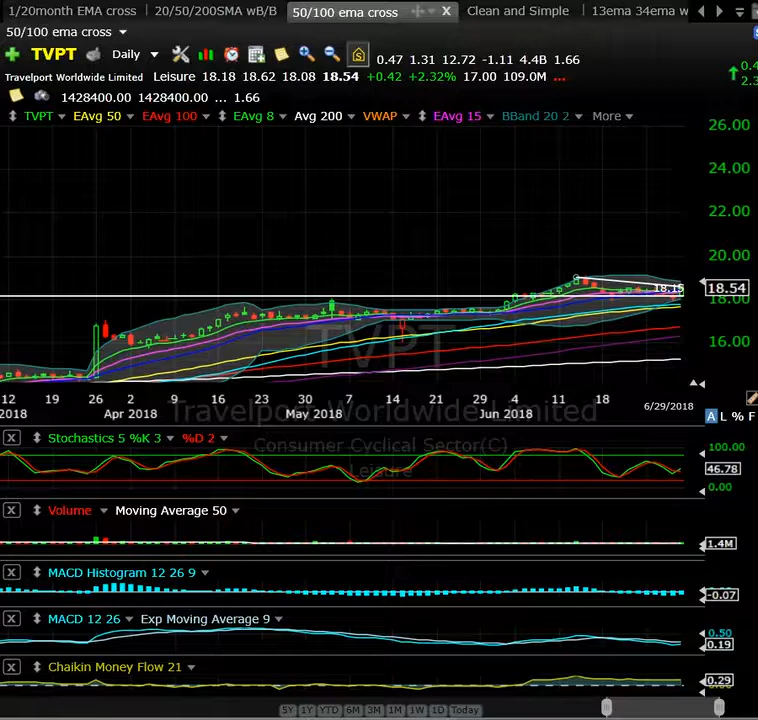 1/20month EMA cross 20/50/200SMA wB/B 50/100 ema cross X Clean and Simple 13ema 34ema w
50/100 ema cross
TVPT Daily 0.47 1.31 12.72 -1.11 4.4B 1.66
Travelport Worldwide Limited Leisure 18.18 18.62 18.08 18.54 +0.42 +2.32% 17.00 109.0M ...
1428400.00 1428400.00 ... 1.66
TVPT EAvg 50 EAvg 100 EAvg 8 Avg 200 VWAP EAvg 15 BBand 20 2 More
26.00
24.00
22.00
20.00
18.15 18.54
18.00
TVPT 16.00
12 19 26 2 9 16 23 30 7 14 21 29 4 11 18
2018 Apr 2018 May 2018 Jun 2018 6/29/2018
Travelport Worldwide Limited
A L % F
X Stochastics 5 %K 3 %D 2
Consumer Cyclical Sector(C)
100.00
Leisure
46.78
0.00
X Volume Moving Average 50
1.4M
X MACD Histogram 12 26 9
-0.07
X MACD 12 26 Exp Moving Average 9
0.50
0.19
X Chaikin Money Flow 21
0.29
5Y 1Y YTD 6M 3M 1M 1W 1D Today